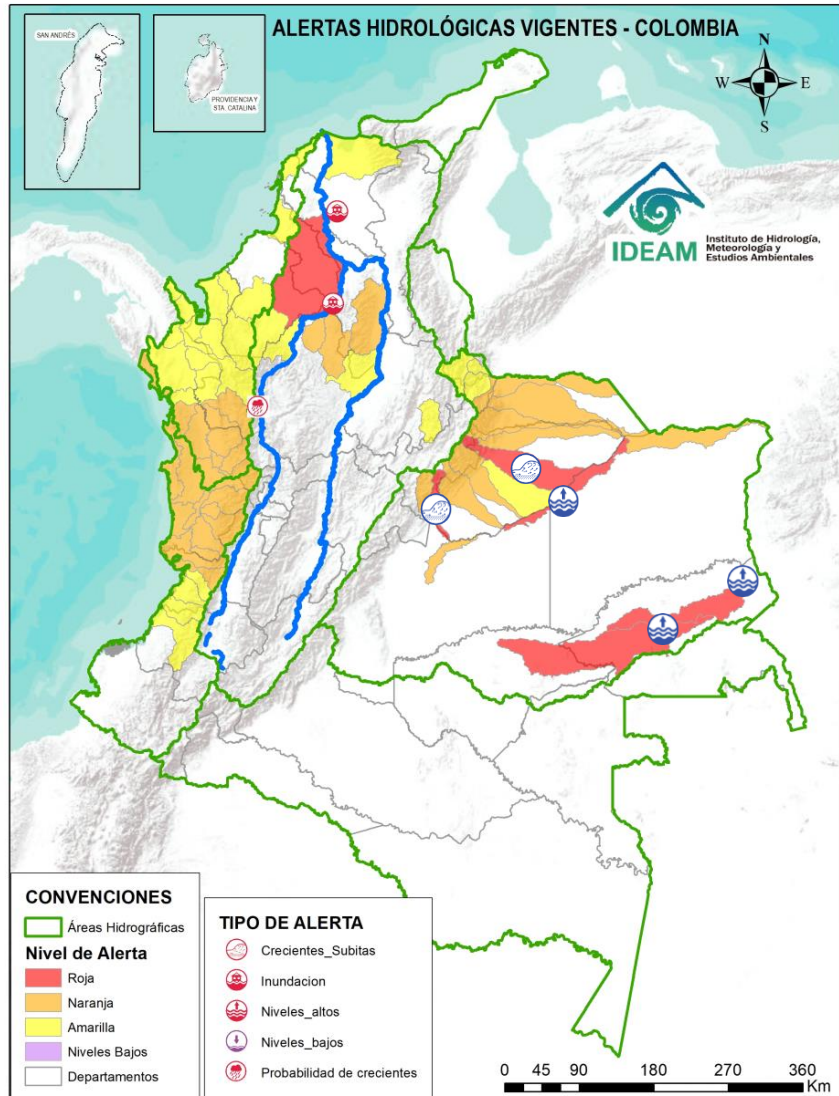 ALERTAS HIDROLÓGICAS VIGENTES - COLOMBIA
SAN ANDRÉS
PROVIDENCIA Y
STA. CATALINA
N
W
E
S
IDEAM
Instituto de Hidrología,
Meteorología y
Estudios Ambientales
CONVENCIONES
Áreas Hidrográficas
Nivel de Alerta
Roja
Naranja
Amarilla
Niveles Bajos
Departamentos
TIPO DE ALERTA
Crecientes_Subitas
Inundacion
Niveles_altos
Niveles_bajos
Probabilidad de crecientes
0 45 90 180 270 360
Km